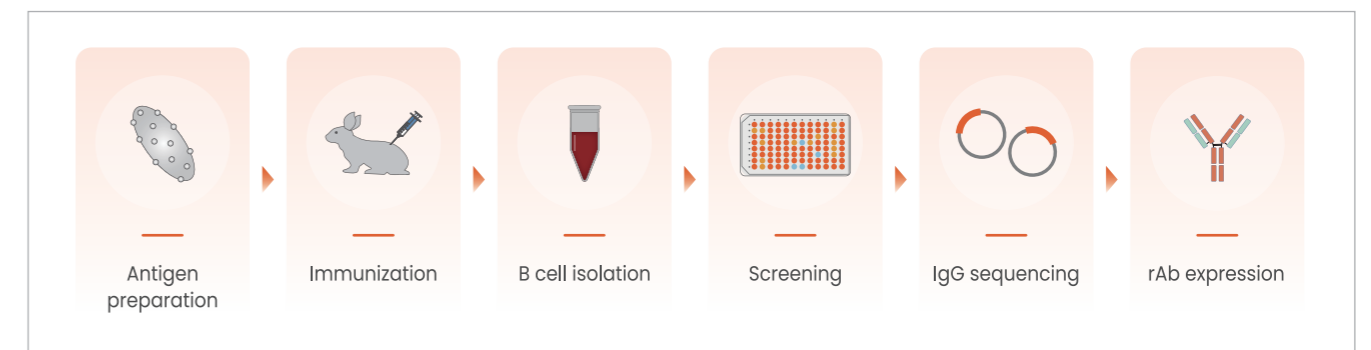 Antigen
preparation
Immunization
B cell isolation
Screening
IgG sequencing
rAb expression